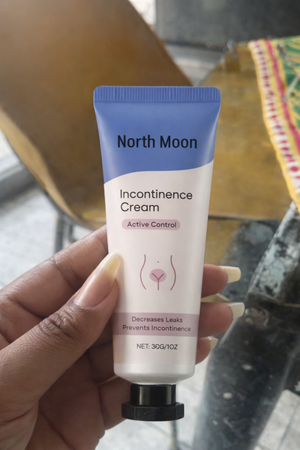 North Moon
Incontinence
Cream
Active Control
Decreases Leaks
Prevents Incontinence
NET: 30G/1OZ